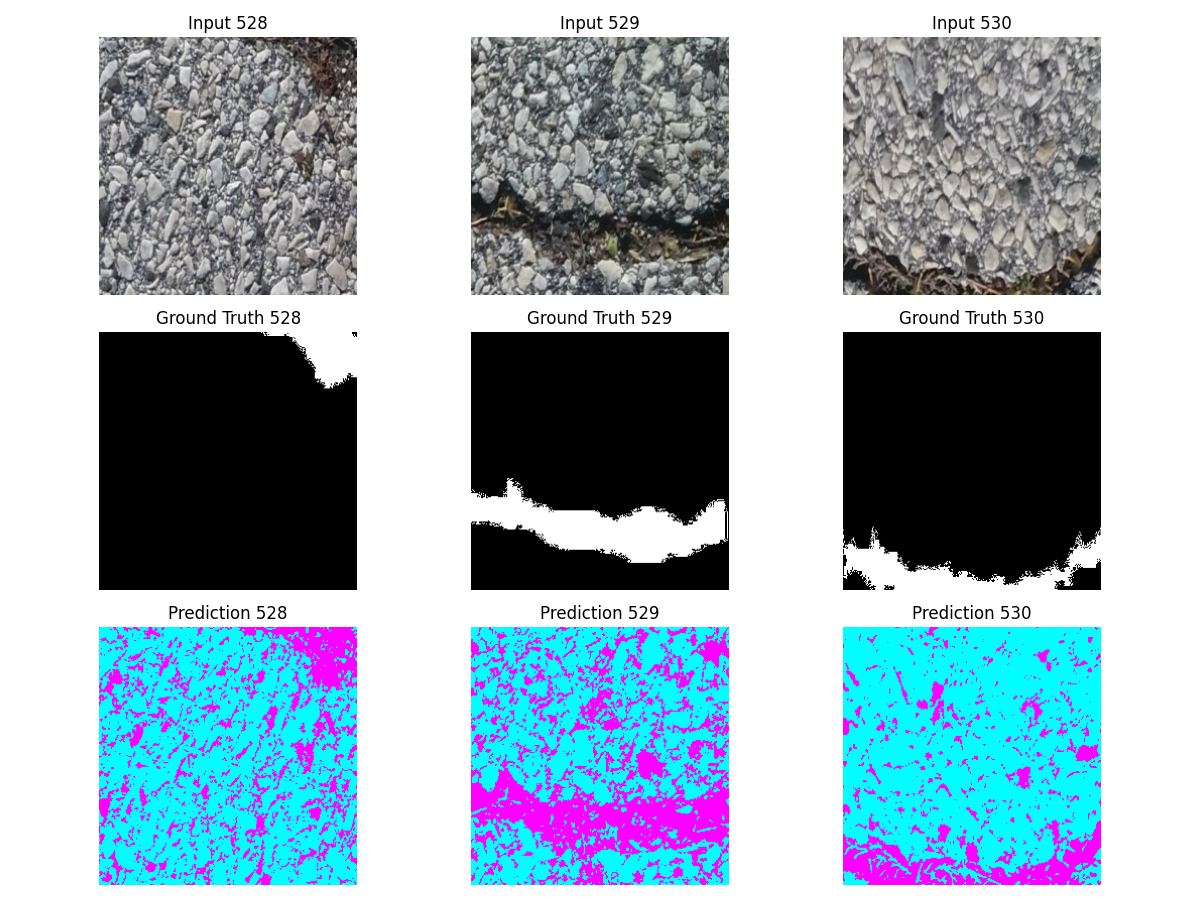 Input 528
Input 529
Input 530
Ground Truth 528
Ground Truth 529
Ground Truth 530
Prediction 528
Prediction 529
Prediction 530